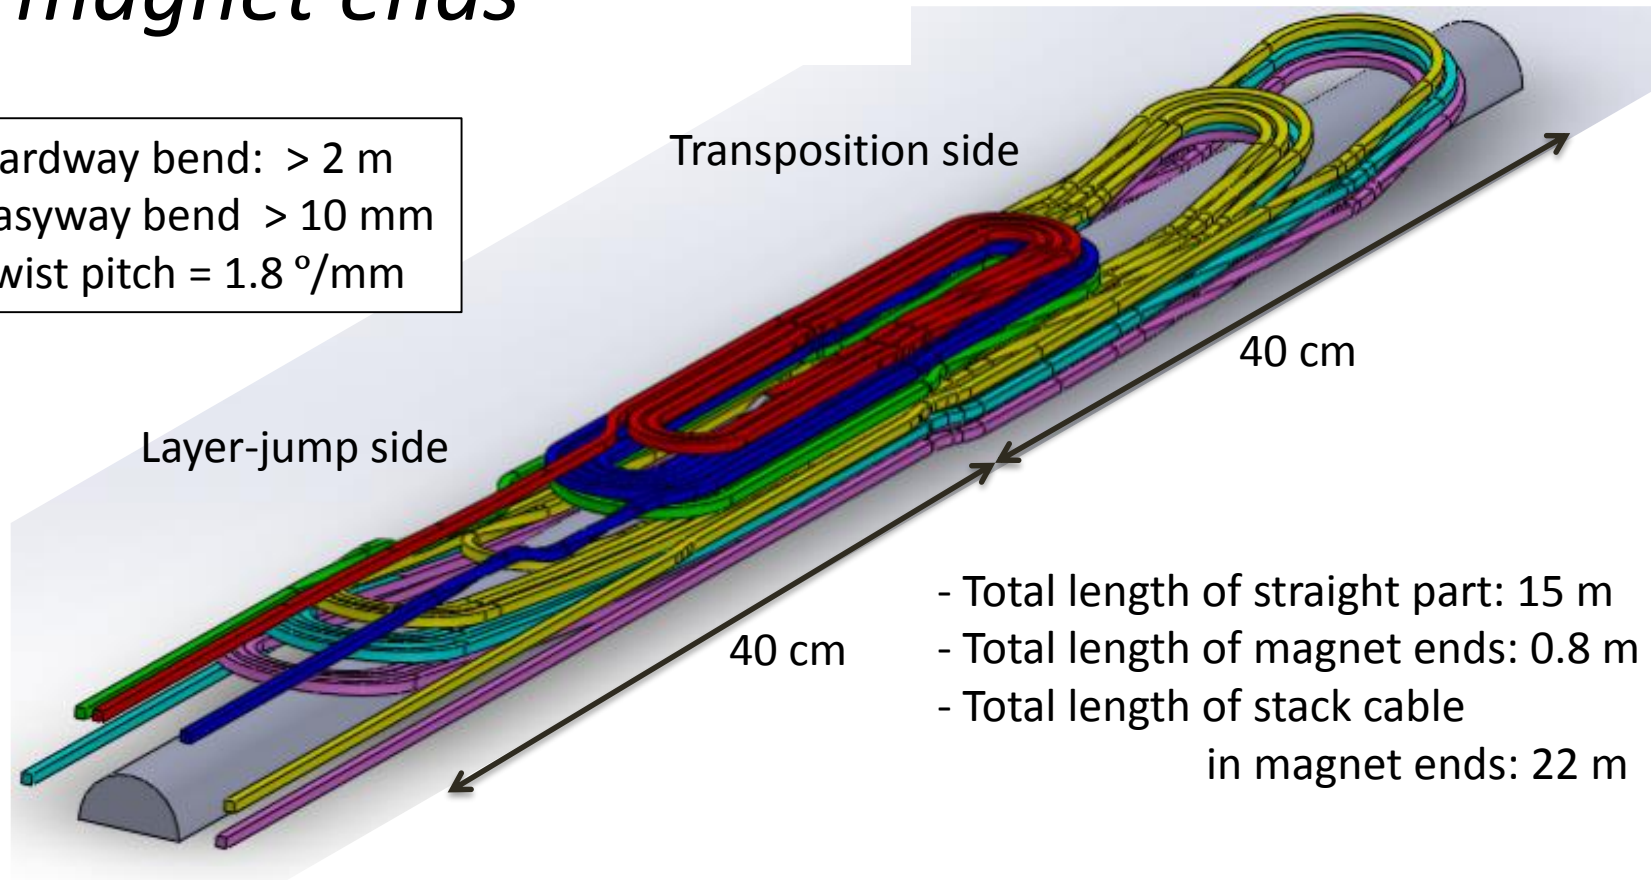 magnet ends
ardway bend: > 2 m
asyway bend > 10 mm
wist pitch = 1.8 º/mm
Transposition side
40 cm
Layer-jump side
40 cm
- Total length of straight part: 15 m
- Total length of magnet ends: 0.8 m
- Total length of stack cable
in magnet ends: 22 m